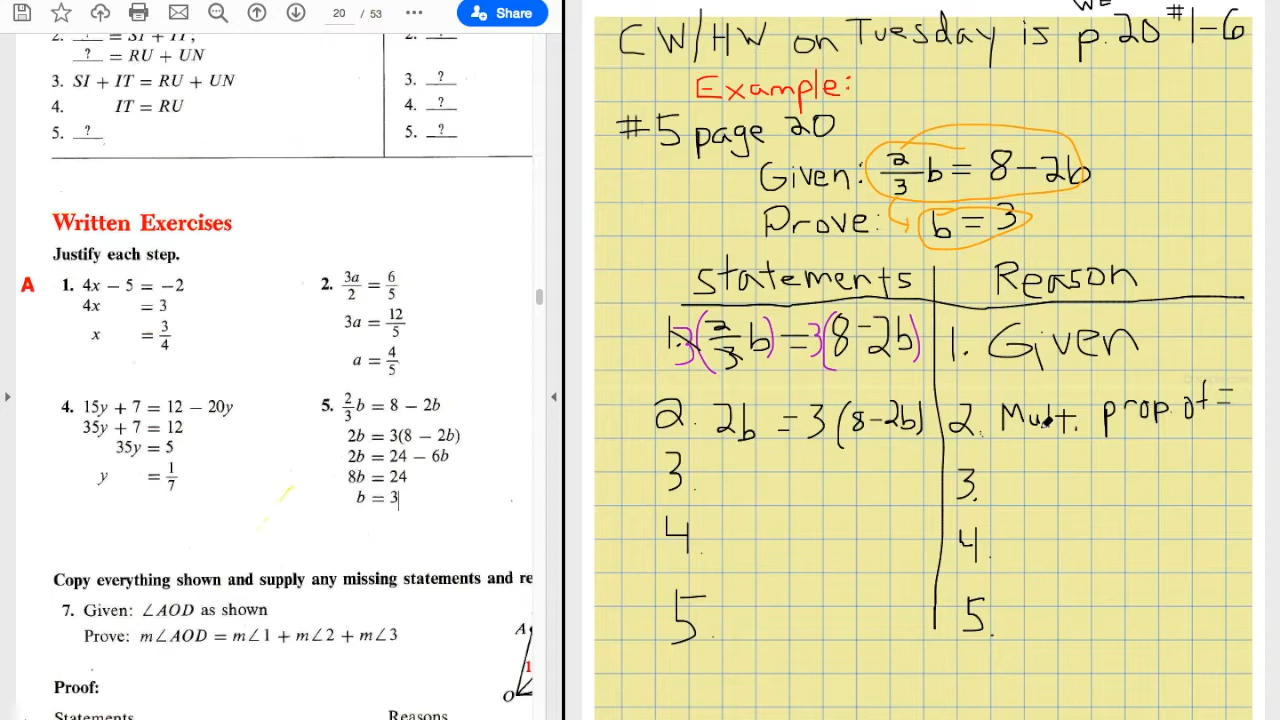 20 / 53
Share
2. ___ = SI + IT,
? = RU + UN
3. SI + IT = RU + UN
4. IT = RU
5. ?
2. ?
3. ?
4. ?
5. ?
Written Exercises
Justify each step.
A
1. 4x − 5 = −2
4x = 3
x = 3/4
2. 3a/2 = 6/5
3a = 12/5
a = 4/5
4. 15y + 7 = 12 − 20y
35y + 7 = 12
35y = 5
y = 1/7
5. 2/3 b = 8 − 2b
2b = 3(8 − 2b)
2b = 24 − 6b
8b = 24
b = 3
Copy everything shown and supply any missing statements and re
7. Given: ∠AOD as shown
Prove: m∠AOD = m∠1 + m∠2 + m∠3
A
1
O
Proof:
Statements
Reasons
W=
CW/HW on Tuesday is p.20 #1-6
Example:
#5 page 20
Given: 2/3 b = 8 - 2b
Prove: b = 3
Statements
Reason
1. 3(2/3 b) = 3(8 - 2b)
1. Given
2. 2b = 3(8-2b)
2. Mult. prop. of =
3.
3.
4.
4.
5.
5.